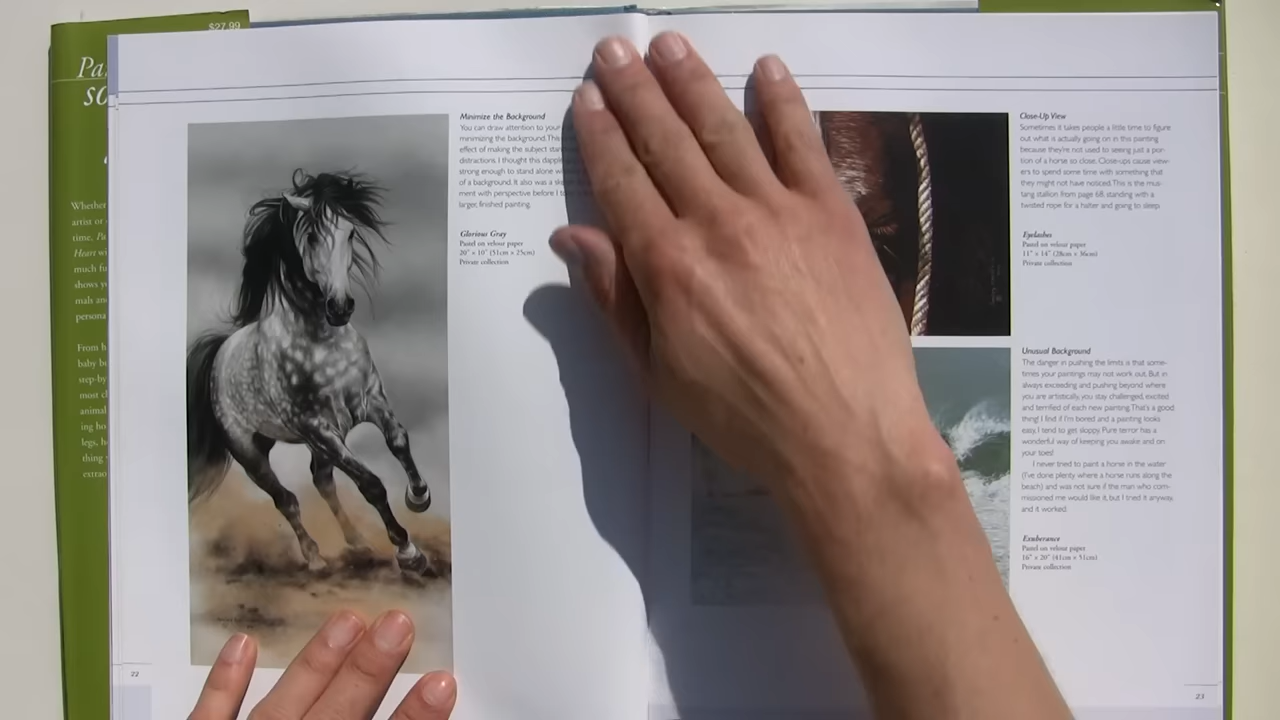 $27.99
Minimize the Background
You can draw attention to your
minimizing the background. This
effect of making the subject
distractions. I thought this
strong enough to stand alone
of a background. It also was a
ment with perspective before I
larger, finished painting.
Glorious Gray
Pastel on velour paper
20" × 10" (51cm × 25cm)
Private collection
22
Whether
artist or
time,
Heart
much
shows
mals
persona
From
baby
step-by
most
animal
ing
legs,
thing
extrao
Close-Up View
Sometimes it takes people a little time to figure
out what is actually going on in this painting
because they're not used to seeing just a por-
tion of a horse so close. Close-ups cause view-
ers to spend some time with something that
they might not have noticed. This is the mus-
tang stallion from page 68, standing with a
twisted rope for a halter and going to sleep.
Eyelashes
Pastel on velour paper
11" × 14" (28cm × 36cm)
Private collection
Unusual Background
The danger in pushing the limits is that some-
times your paintings may not work out. But in
always exceeding and pushing beyond where
you are artistically, you stay challenged, excited
and terrified of each new painting. That's a good
thing! I find if I'm bored and a painting looks
easy, I tend to get sloppy. Pure terror has a
wonderful way of keeping you awake and on
your toes!
I never tried to paint a horse in the water
(I've done plenty where a horse runs along the
beach) and was not sure if the man who com-
missioned me would like it, but I tried it anyway,
and it worked.
Exuberance
Pastel on velour paper
16" × 20" (41cm × 51cm)
Private collection
23